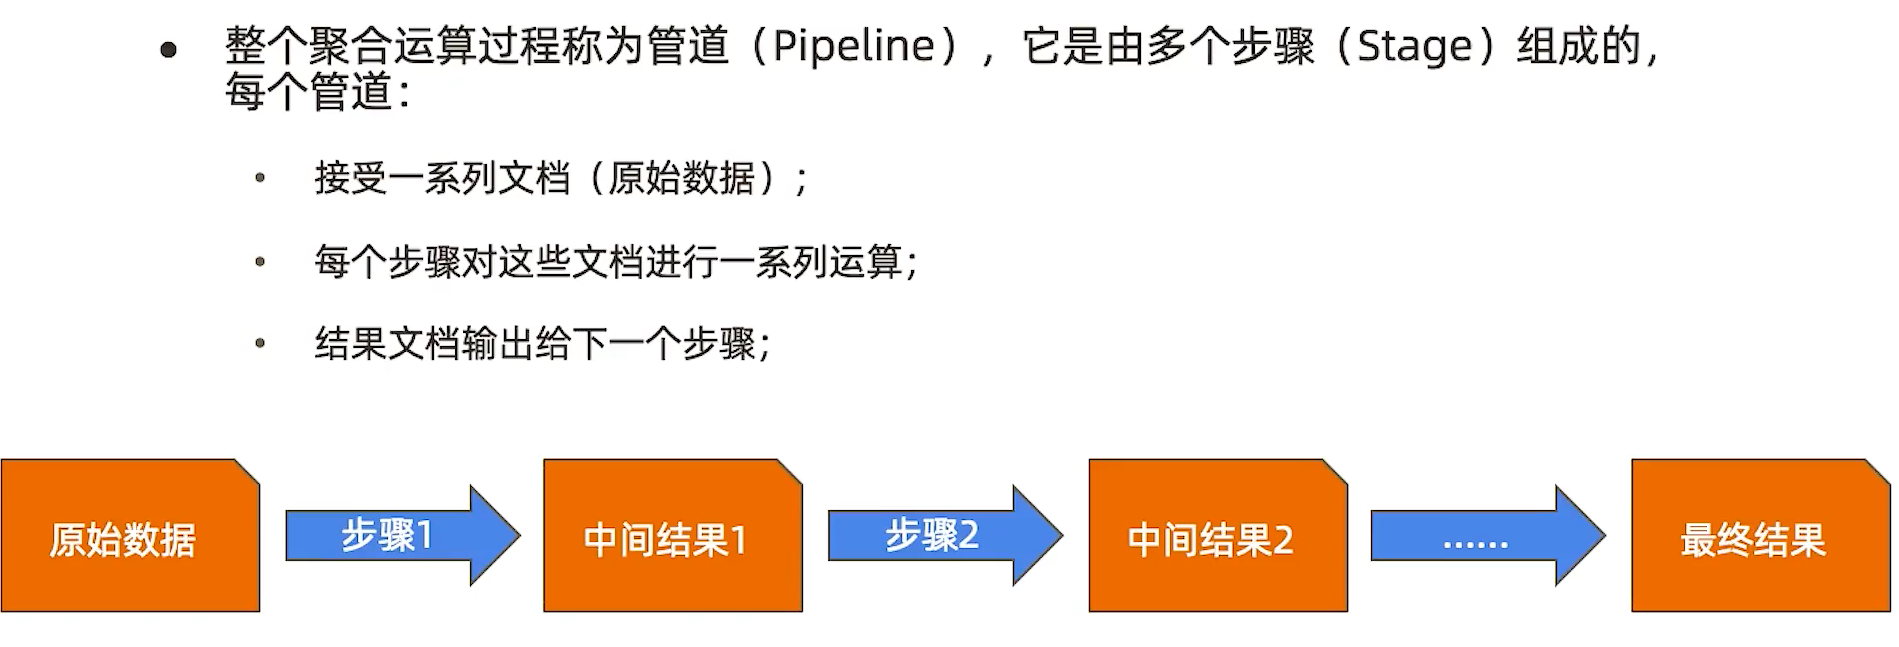 整个聚合运算过程称为管道（Pipeline），它是由多个步骤（Stage）组成的，
每个管道：
接受一系列文档（原始数据）；
每个步骤对这些文档进行一系列运算；
结果文档输出给下一个步骤；
原始数据
步骤1
中间结果1
步骤2
中间结果2
……
最终结果